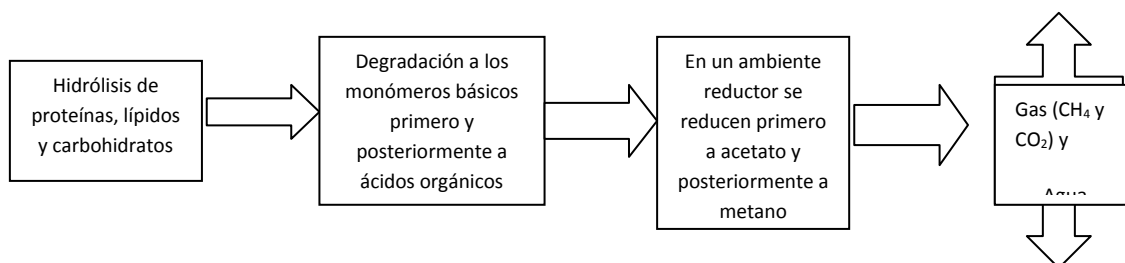 Hidrólisis de
proteínas, lípidos
y carbohidratos
Degradación a los
monómeros básicos
primero y
posteriormente a
ácidos orgánicos
En un ambiente
reductor se
reducen primero
a acetato y
posteriormente a
metano
Gas (CH₄ y
CO₂) y
Agua